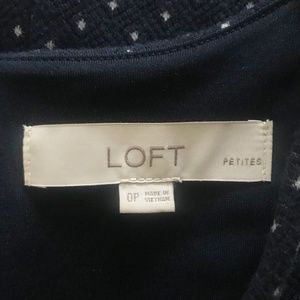 LOFT
PETITES
0P MADE IN
VIETNAM